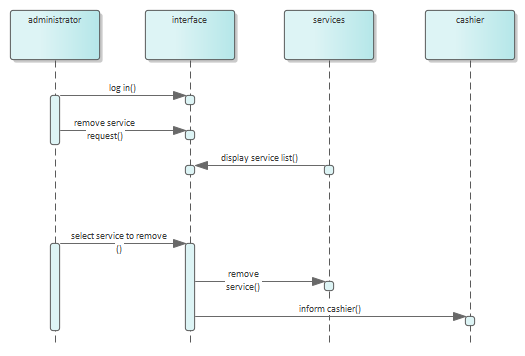 administrator
interface
services
cashier
log in()
remove service
request()
display service list()
select service to remove
()
remove
service()
inform cashier()